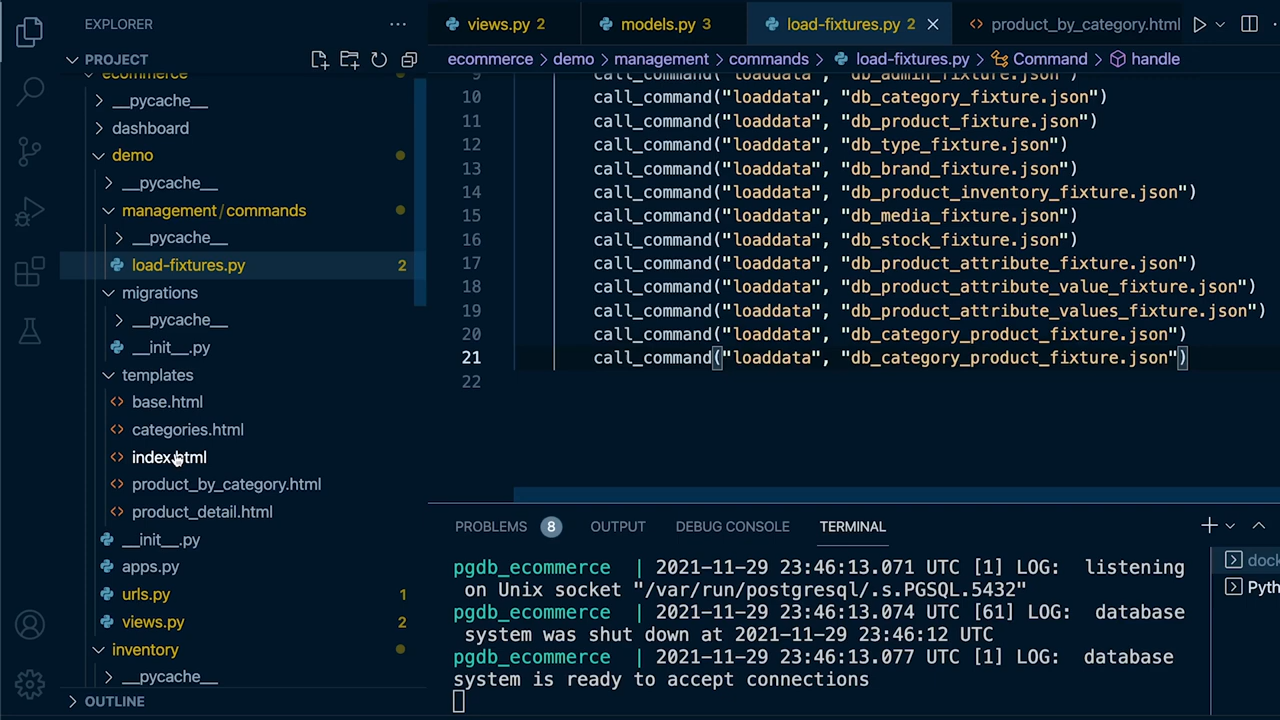 EXPLORER
PROJECT
ecommerce
__pycache__
dashboard
demo
__pycache__
management/commands
__pycache__
load-fixtures.py 2
migrations
__pycache__
__init__.py
templates
base.html
categories.html
index.html
product_by_category.html
product_detail.html
__init__.py
apps.py
urls.py 1
views.py 2
inventory
__pycache__
OUTLINE
views.py 2 models.py 3 load-fixtures.py 2 product_by_category.html
ecommerce > demo > management > commands > load-fixtures.py > Command > handle
9 call_command("loaddata", "db_admin_fixture.json")
10 call_command("loaddata", "db_category_fixture.json")
11 call_command("loaddata", "db_product_fixture.json")
12 call_command("loaddata", "db_type_fixture.json")
13 call_command("loaddata", "db_brand_fixture.json")
14 call_command("loaddata", "db_product_inventory_fixture.json")
15 call_command("loaddata", "db_media_fixture.json")
16 call_command("loaddata", "db_stock_fixture.json")
17 call_command("loaddata", "db_product_attribute_fixture.json")
18 call_command("loaddata", "db_product_attribute_value_fixture.json")
19 call_command("loaddata", "db_product_attribute_values_fixture.json")
20 call_command("loaddata", "db_category_product_fixture.json")
21 call_command("loaddata", "db_category_product_fixture.json")
22
PROBLEMS 8 OUTPUT DEBUG CONSOLE TERMINAL
pgdb_ecommerce | 2021-11-29 23:46:13.071 UTC [1] LOG: listening
on Unix socket "/var/run/postgresql/.s.PGSQL.5432"
pgdb_ecommerce | 2021-11-29 23:46:13.074 UTC [61] LOG: database
system was shut down at 2021-11-29 23:46:12 UTC
pgdb_ecommerce | 2021-11-29 23:46:13.077 UTC [1] LOG: database
system is ready to accept connections
dock
Pyth